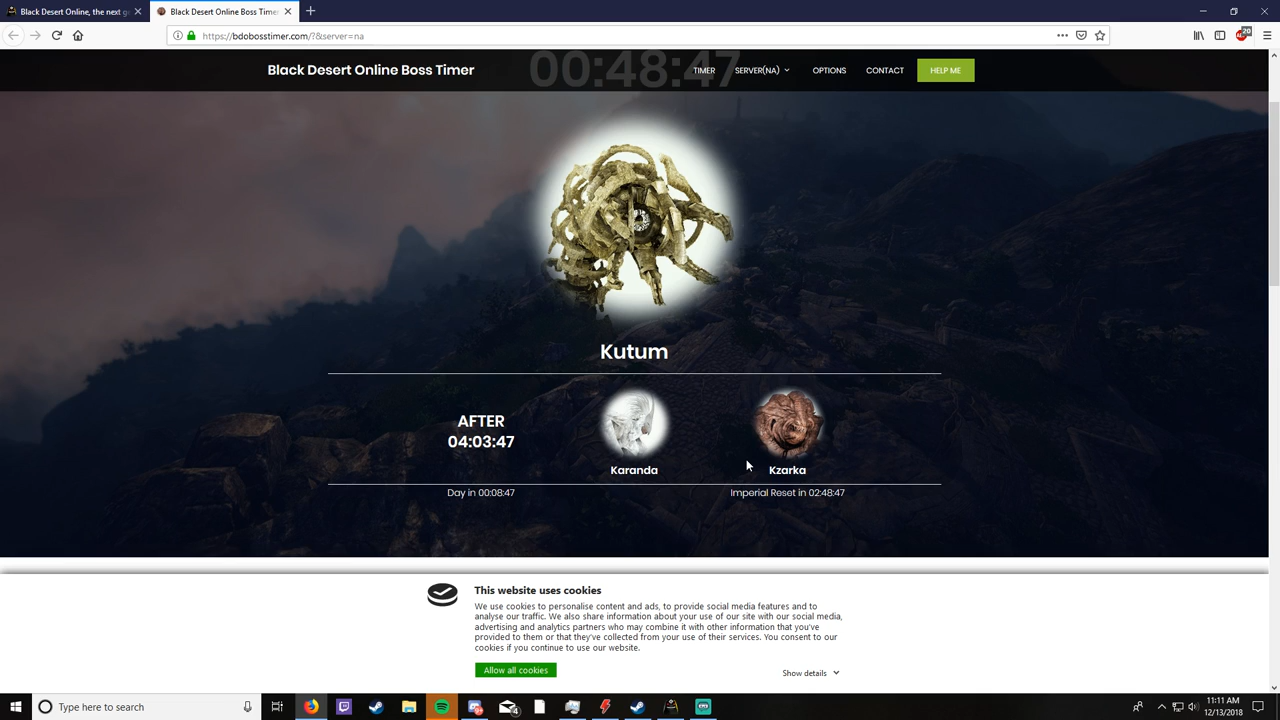 Black Desert Online, the next ge
Black Desert Online Boss Timer
https://bdobosstimer.com/?&server=na
20
Black Desert Online Boss Timer
00:48:47
TIMER
SERVER(NA)
OPTIONS
CONTACT
HELP ME
Kutum
AFTER
04:03:47
Karanda
Kzarka
Day in 00:08:47
Imperial Reset in 02:48:47
This website uses cookies
We use cookies to personalise content and ads, to provide social media features and to
analyse our traffic. We also share information about your use of our site with our social media,
advertising and analytics partners who may combine it with other information that you've
provided to them or that they've collected from your use of their services. You consent to our
cookies if you continue to use our website.
Allow all cookies
Show details
Type here to search
4
11:11 AM
12/13/2018